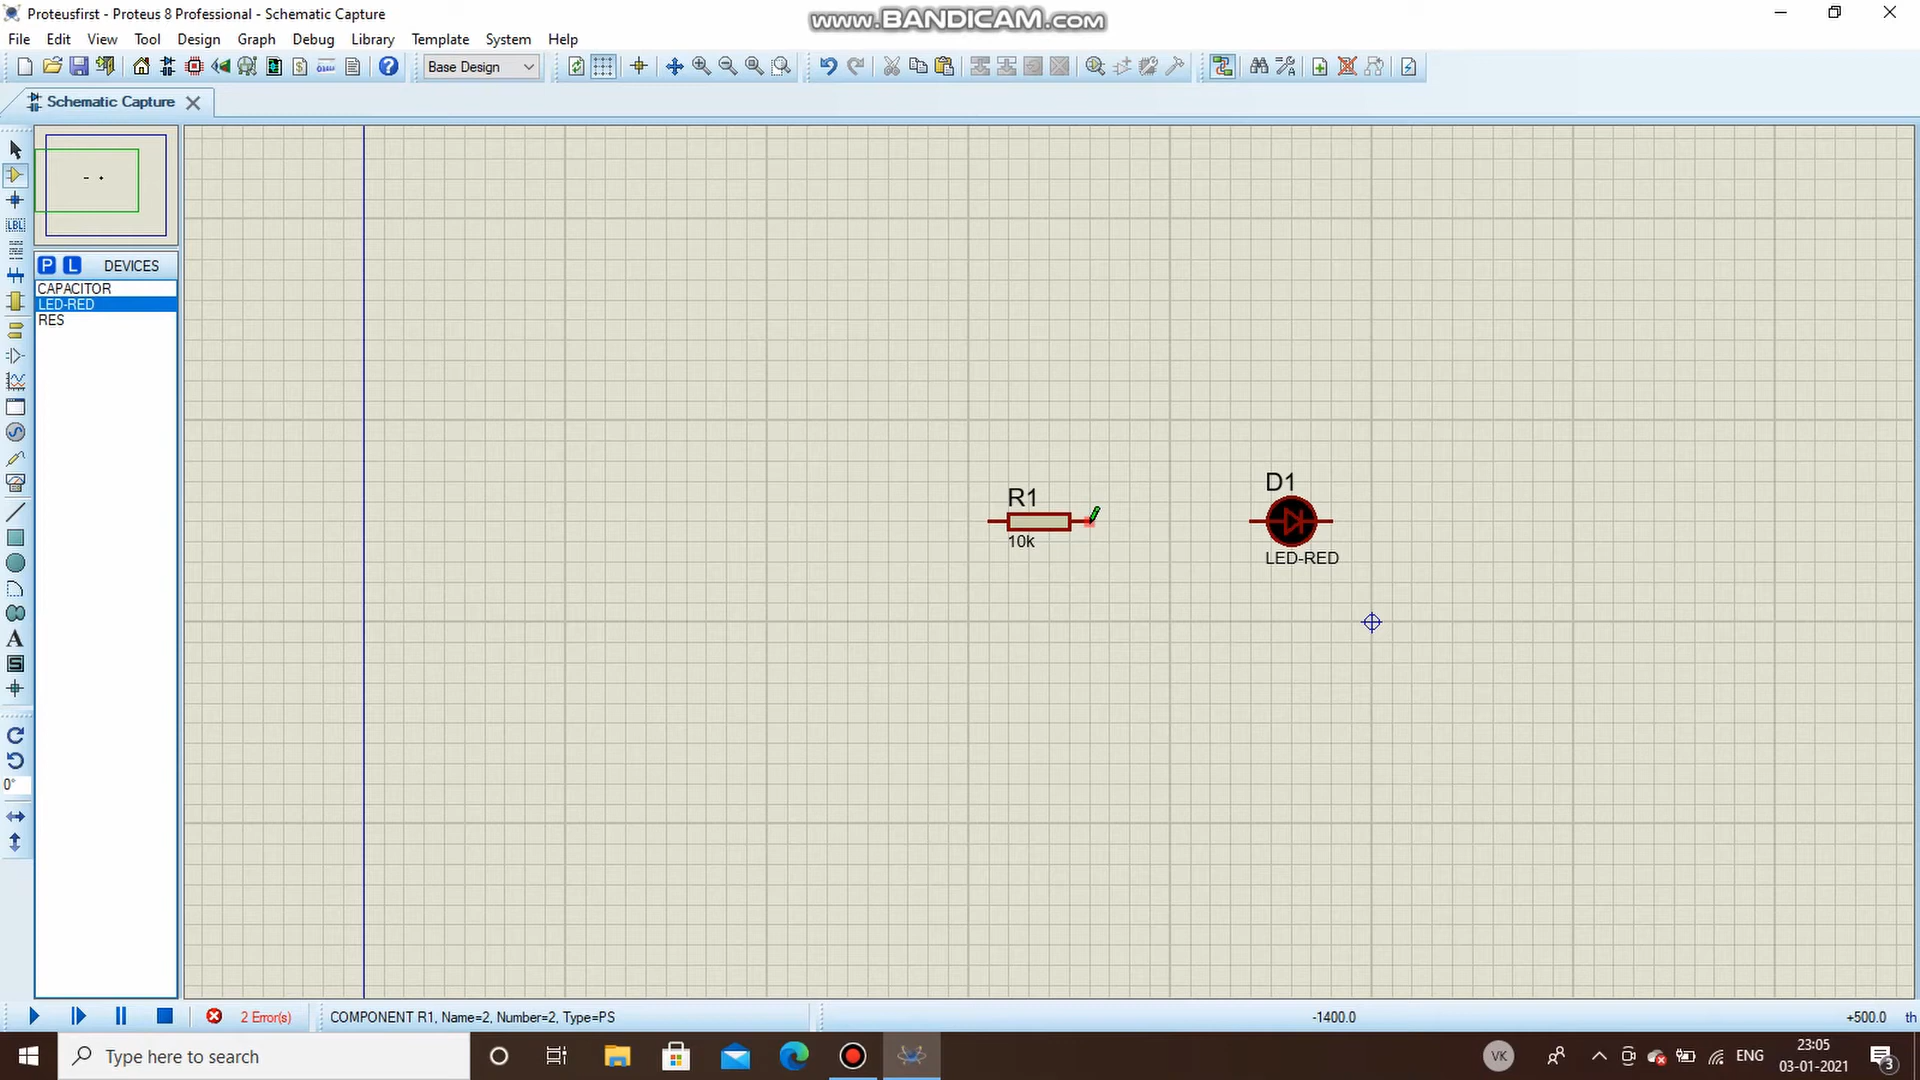 Proteusfirst - Proteus 8 Professional - Schematic Capture
www.BANDICAM.com
File Edit View Tool Design Graph Debug Library Template System Help
Base Design
Schematic Capture
LBL
P L DEVICES
CAPACITOR
LED-RED
RES
R1
10k
D1
LED-RED
A
S
0°
2 Error(s)
COMPONENT R1, Name=2, Number=2, Type=PS
-1400.0
+500.0
th
Type here to search
VK
ENG
23:05
03-01-2021
3